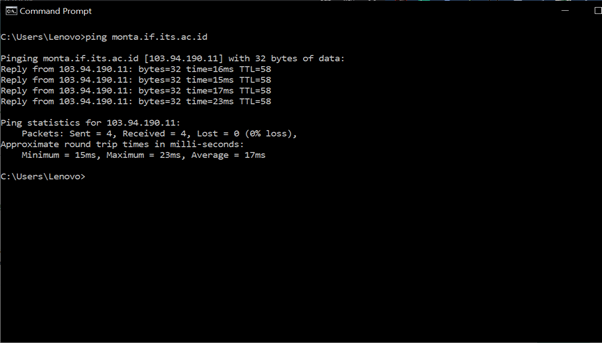 Command Prompt
C:\Users\Lenovo>ping monta.if.its.ac.id
Pinging monta.if.its.ac.id [103.94.190.11] with 32 bytes of data:
Reply from 103.94.190.11: bytes=32 time=16ms TTL=58
Reply from 103.94.190.11: bytes=32 time=15ms TTL=58
Reply from 103.94.190.11: bytes=32 time=17ms TTL=58
Reply from 103.94.190.11: bytes=32 time=23ms TTL=58
Ping statistics for 103.94.190.11:
    Packets: Sent = 4, Received = 4, Lost = 0 (0% loss),
Approximate round trip times in milli-seconds:
    Minimum = 15ms, Maximum = 23ms, Average = 17ms
C:\Users\Lenovo>